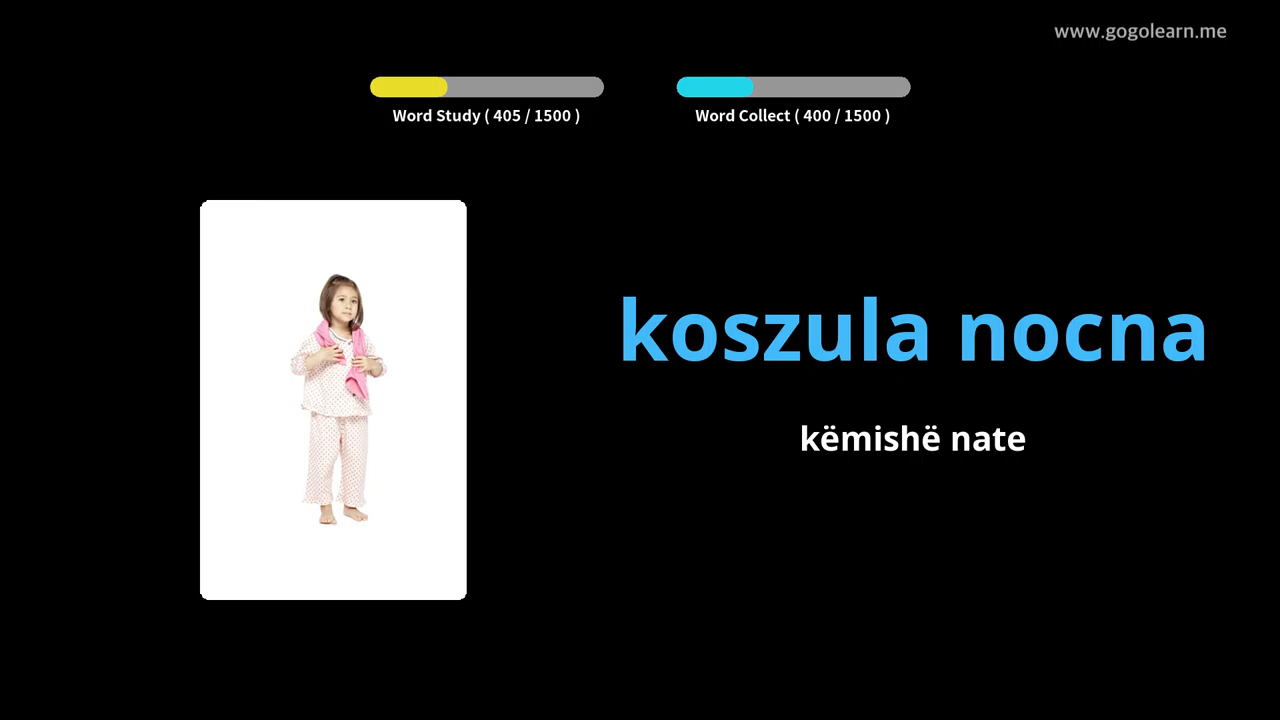 www.gogolearn.me
Word Study ( 405 / 1500 )
Word Collect ( 400 / 1500 )
koszula nocna
këmishë nate